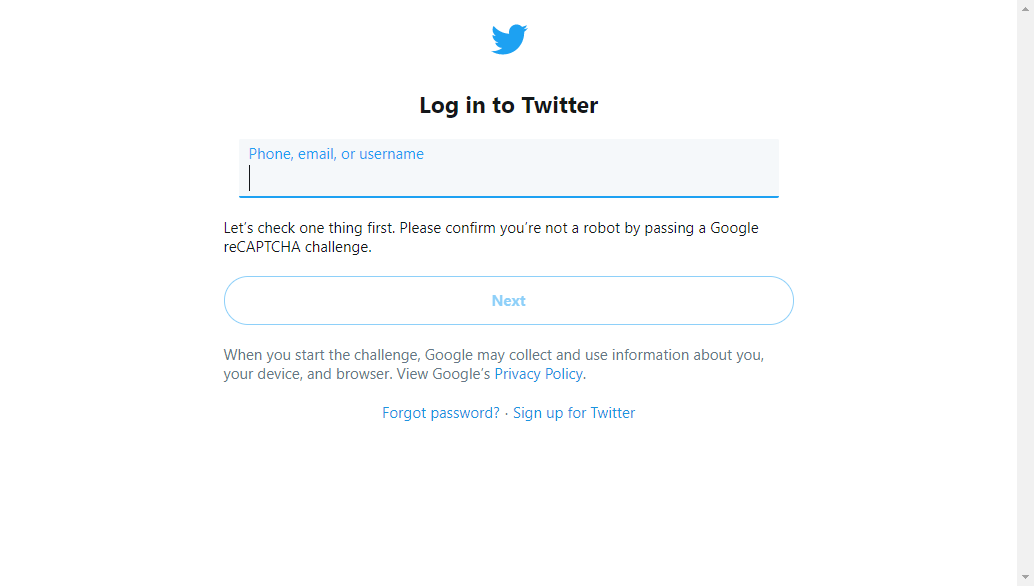 Log in to Twitter
Phone, email, or username
Let’s check one thing first. Please confirm you’re not a robot by passing a Google
reCAPTCHA challenge.
Next
When you start the challenge, Google may collect and use information about you,
your device, and browser. View Google’s Privacy Policy.
Forgot password? · Sign up for Twitter